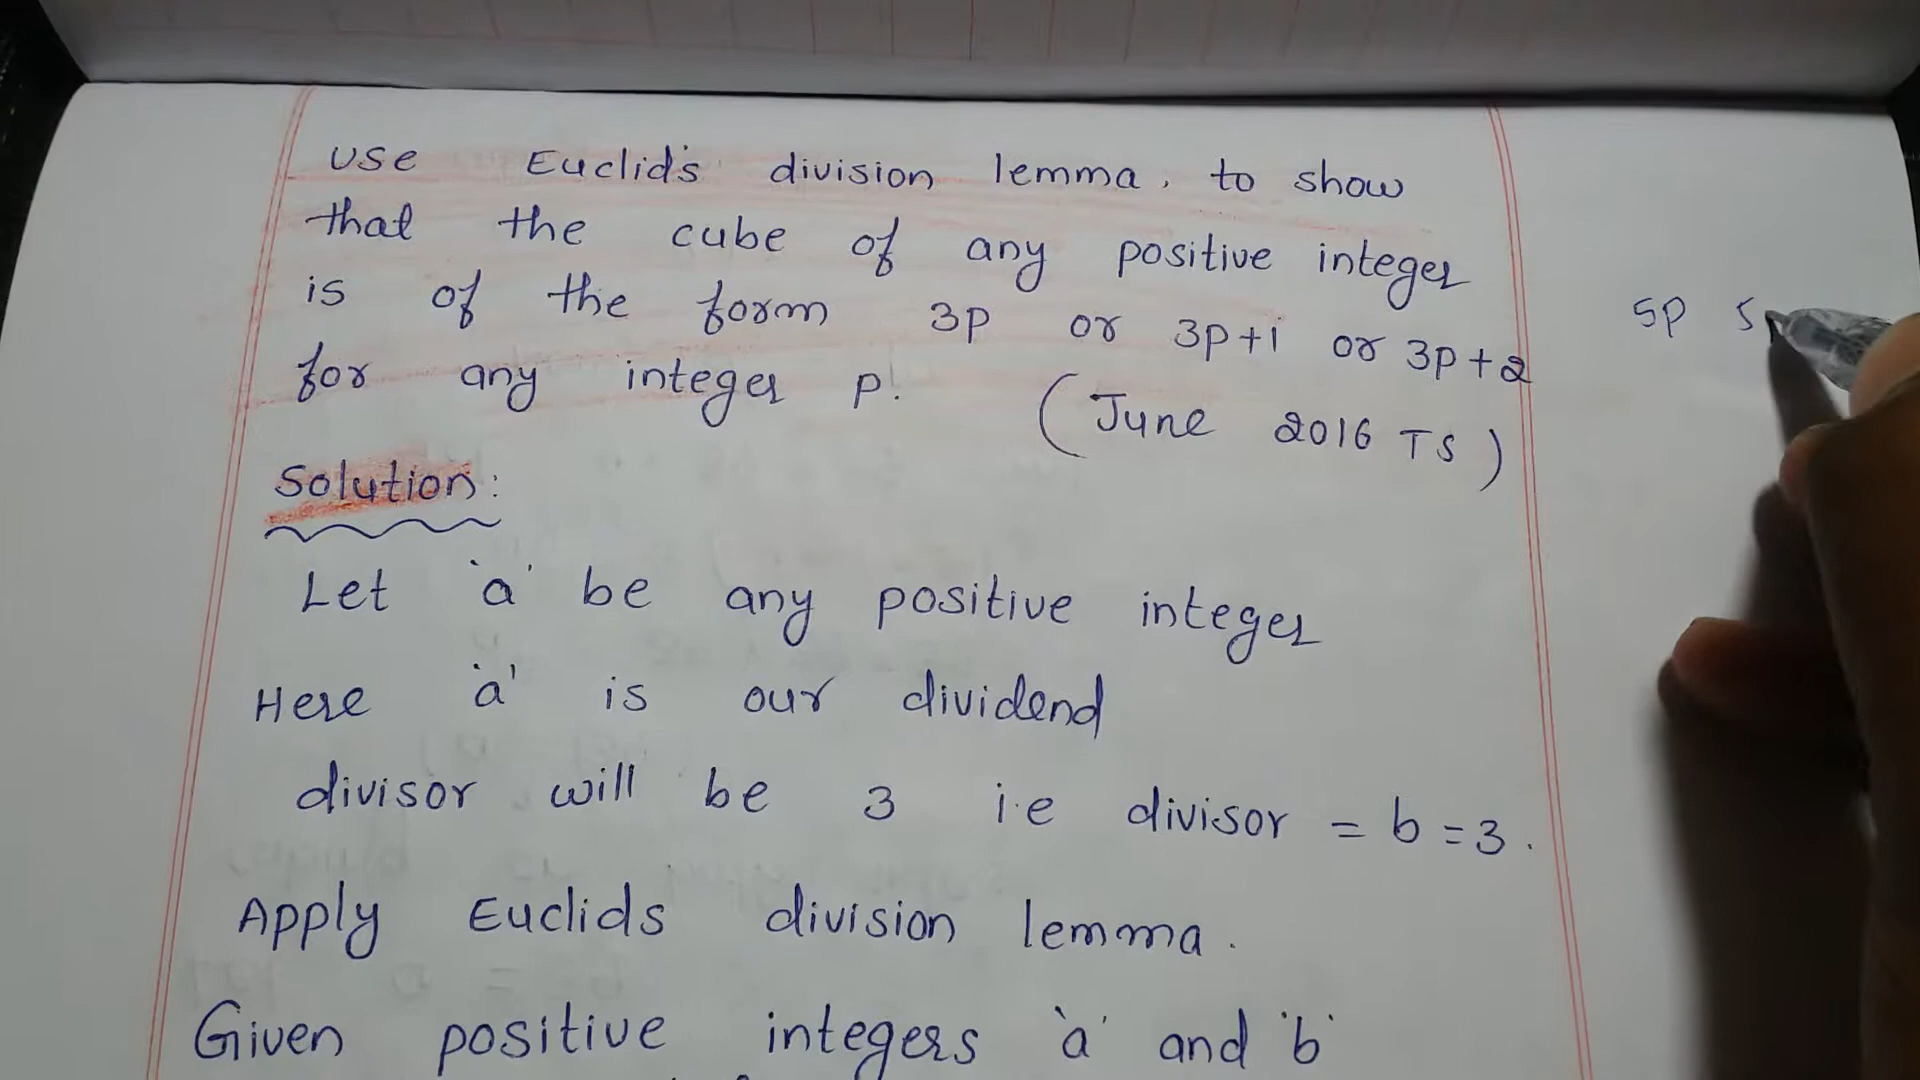 use Euclid's division lemma, to show
that the cube of any positive integer
is of the form 3p or 3p+1 or 3p+2
for any integer p.
(June 2016 TS)
Solution:
Let 'a' be any positive integer
Here 'a' is our dividend
divisor will be 3 i.e divisor = b = 3.
Apply Euclids division lemma.
Given positive integers 'a' and 'b'
5p 5